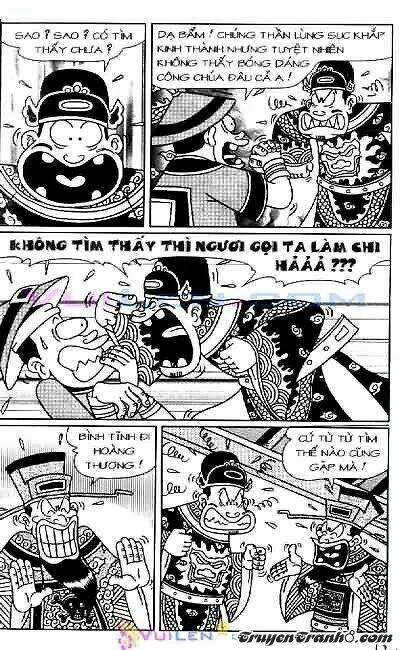 SAO ? SAO ? CÓ TÌM
THẤY CHƯA ?
DẠ BẨM ! CHÚNG THẦN LÙNG SỤC KHẮP
KINH THÀNH NHƯNG TUYỆT NHIÊN
KHÔNG THẤY BÓNG DÁNG
CÔNG CHÚA ĐÂU CẢ Ạ !
KHÔNG TÌM THẤY THÌ NGƯƠI GỌI TA LÀM CHI
HẢẢẢ ???
BÌNH TĨNH ĐI
HOÀNG
THƯỢNG !
CỨ TỪ TỪ TÌM
THẾ NÀO CŨNG
GẶP MÀ !
VUILEN
TruyenTranh8.com